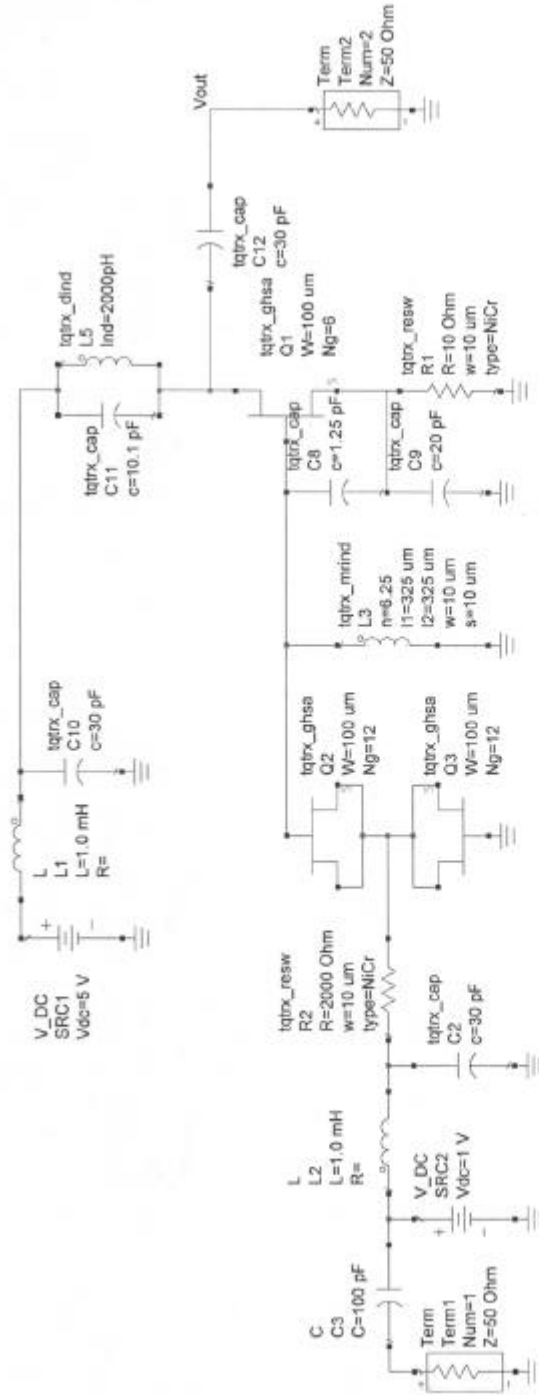 V_DC
SRC1
Vdc=5 V
+
-
L
L1
L=1.0 mH
R=
tqtrx_cap
C10
c=30 pF
tqtrx_cap
C11
c=10.1 pF
tqtrx_dind
L5
Ind=2000pH
tqtrx_cap
C12
c=30 pF
Vout
Term
Term2
Num=2
Z=50 Ohm
+
-
tqtrx_ghsa
Q1
W=100 um
Ng=6
tqtrx_cap
C8
c=1.25 pF
tqtrx_cap
C9
c=20 pF
tqtrx_resw
R1
R=10 Ohm
w=10 um
type=NiCr
tqtrx_mrind
L3
n=6.25
l1=325 um
l2=325 um
w=10 um
s=10 um
tqtrx_ghsa
Q2
W=100 um
Ng=12
tqtrx_ghsa
Q3
W=100 um
Ng=12
tqtrx_resw
R2
R=2000 Ohm
w=10 um
type=NiCr
tqtrx_cap
C2
c=30 pF
L
L2
L=1.0 mH
R=
V_DC
SRC2
Vdc=1 V
+
-
C
C3
C=100 pF
Term
Term1
Num=1
Z=50 Ohm
+
-